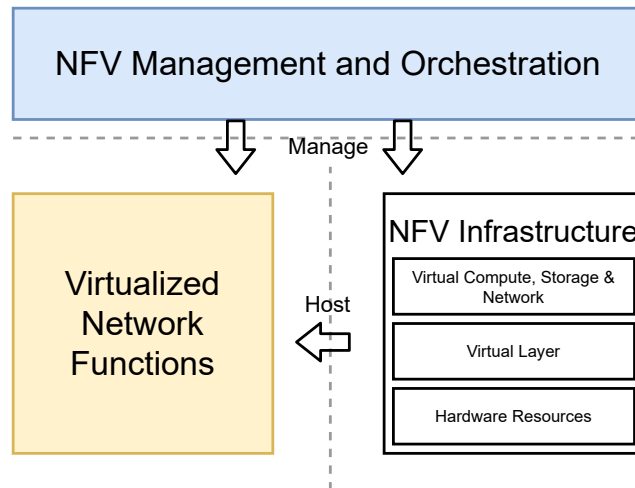 NFV Management and Orchestration
Manage
Virtualized
Network
Functions
Host
NFV Infrastructure
Virtual Compute, Storage &
Network
Virtual Layer
Hardware Resources